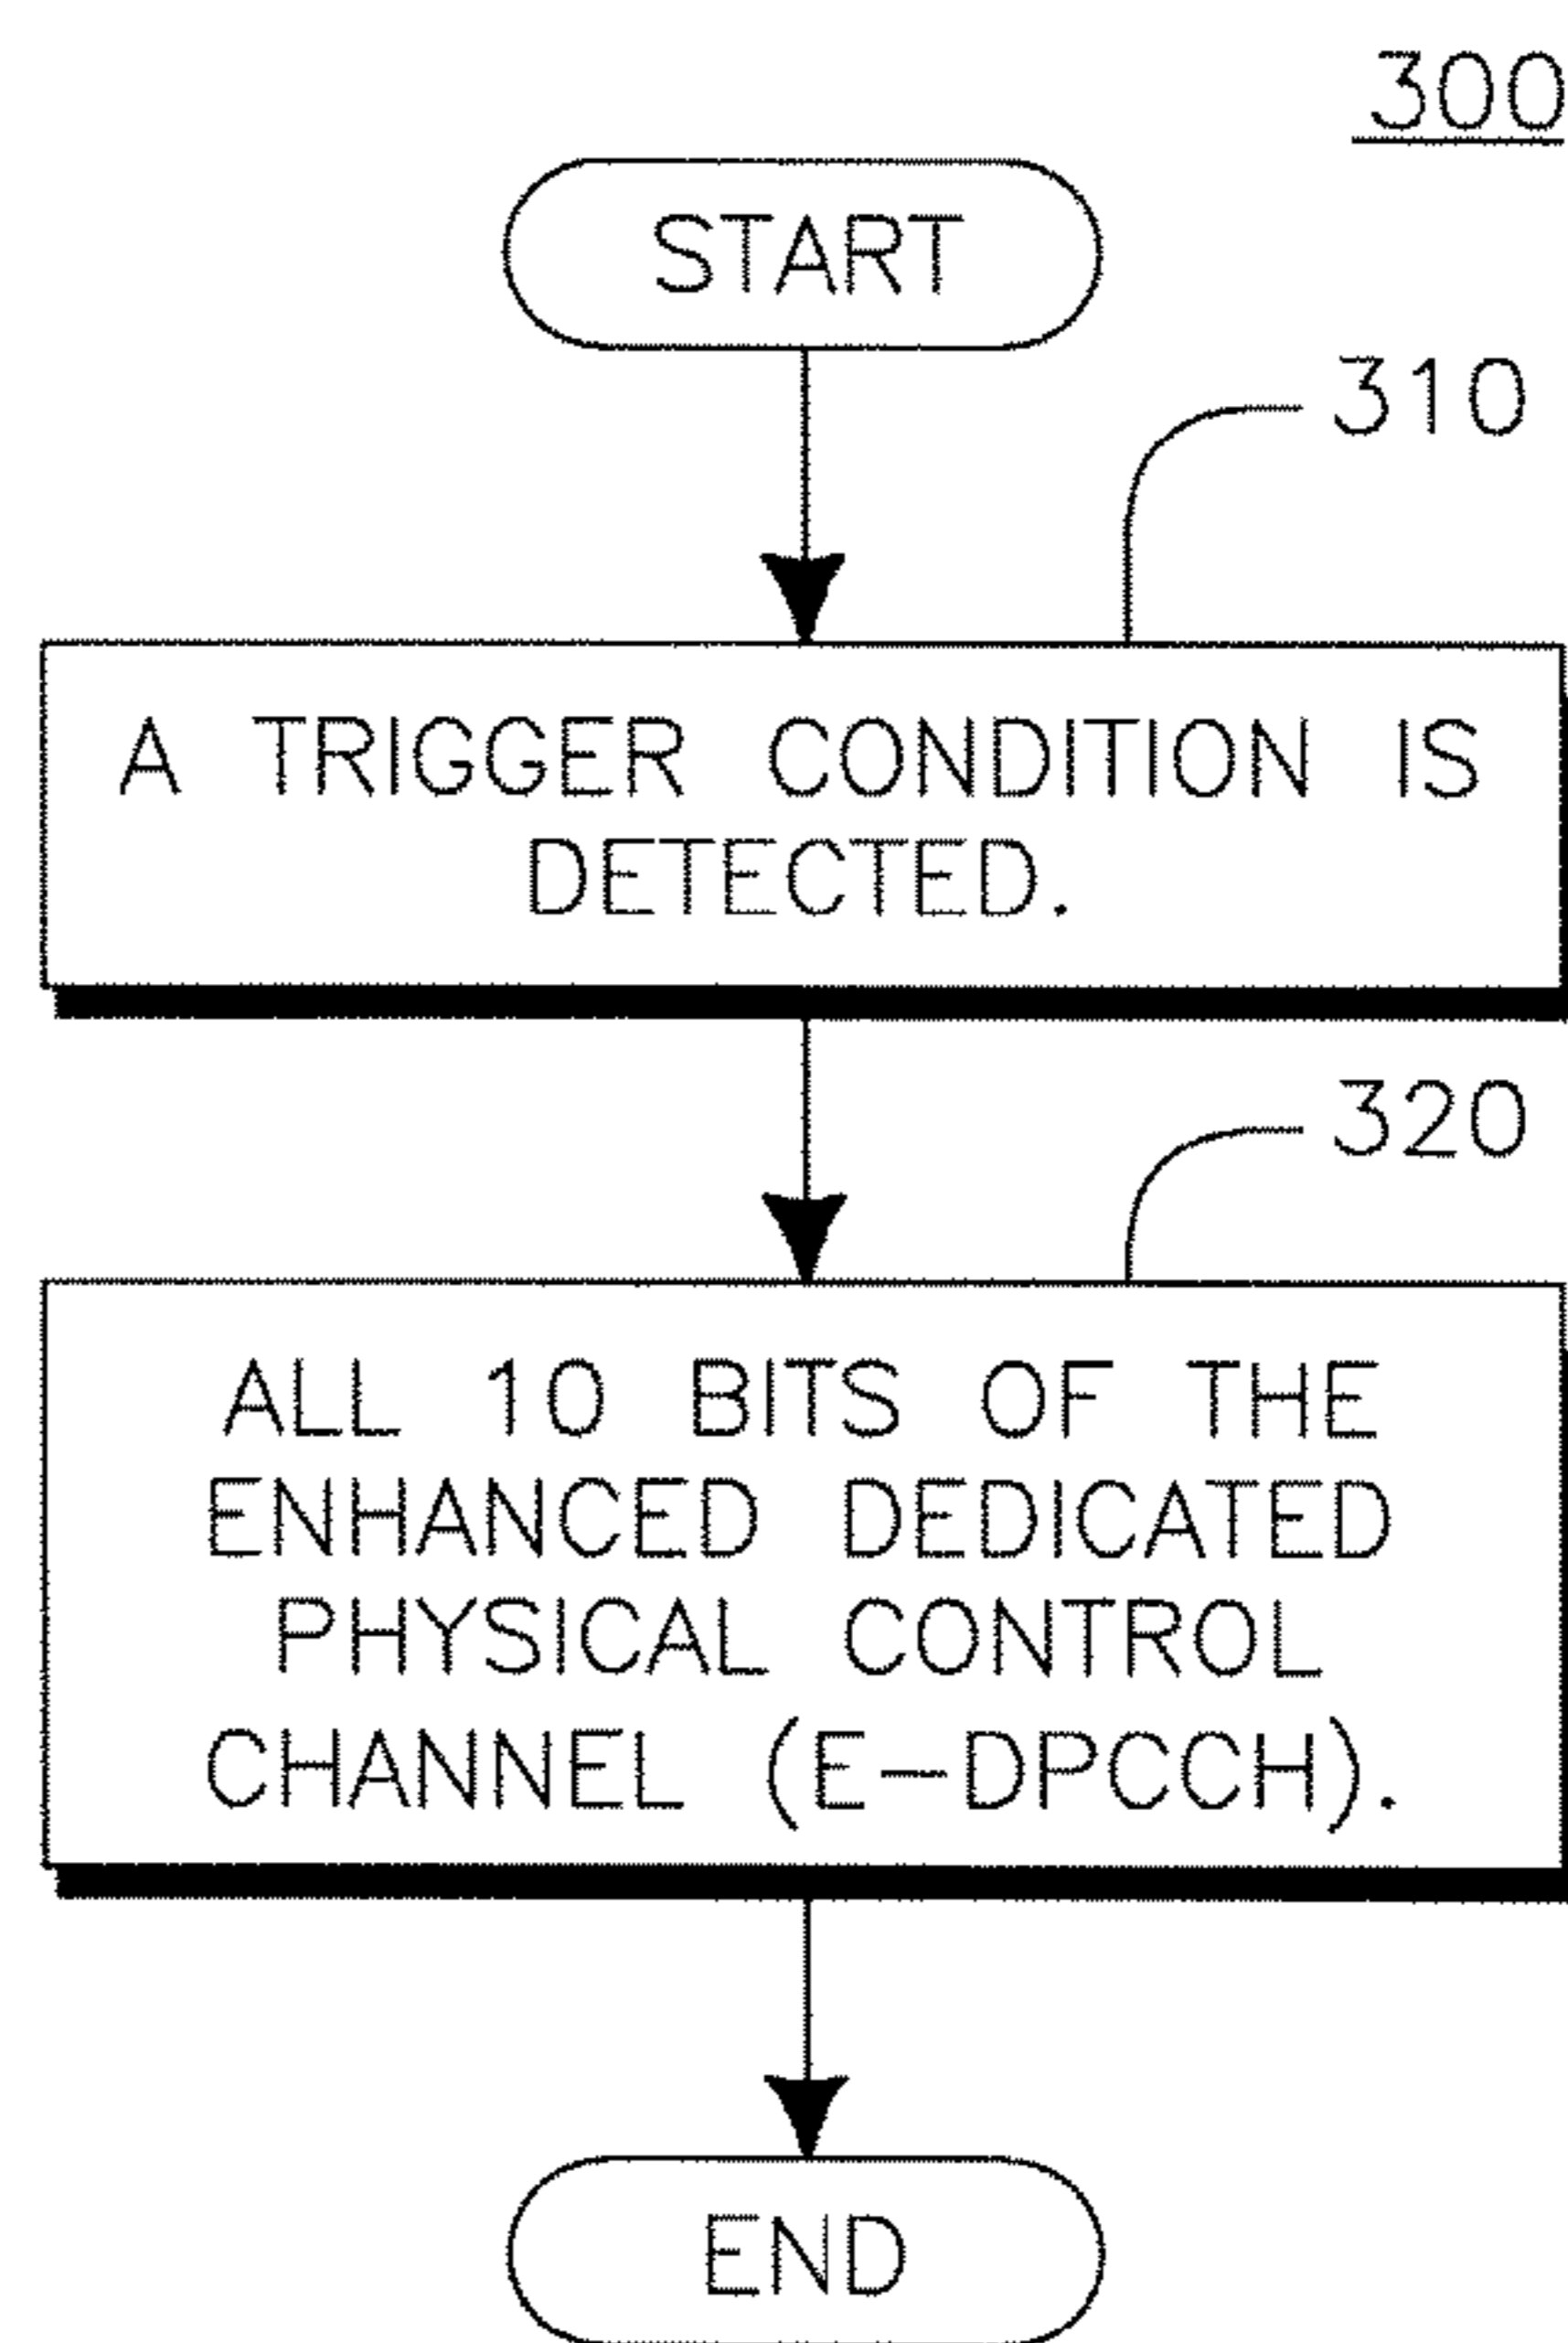 300
START
310
A TRIGGER CONDITION IS
DETECTED.
320
ALL 10 BITS OF THE
ENHANCED DEDICATED
PHYSICAL CONTROL
CHANNEL (E-DPCCH).
END